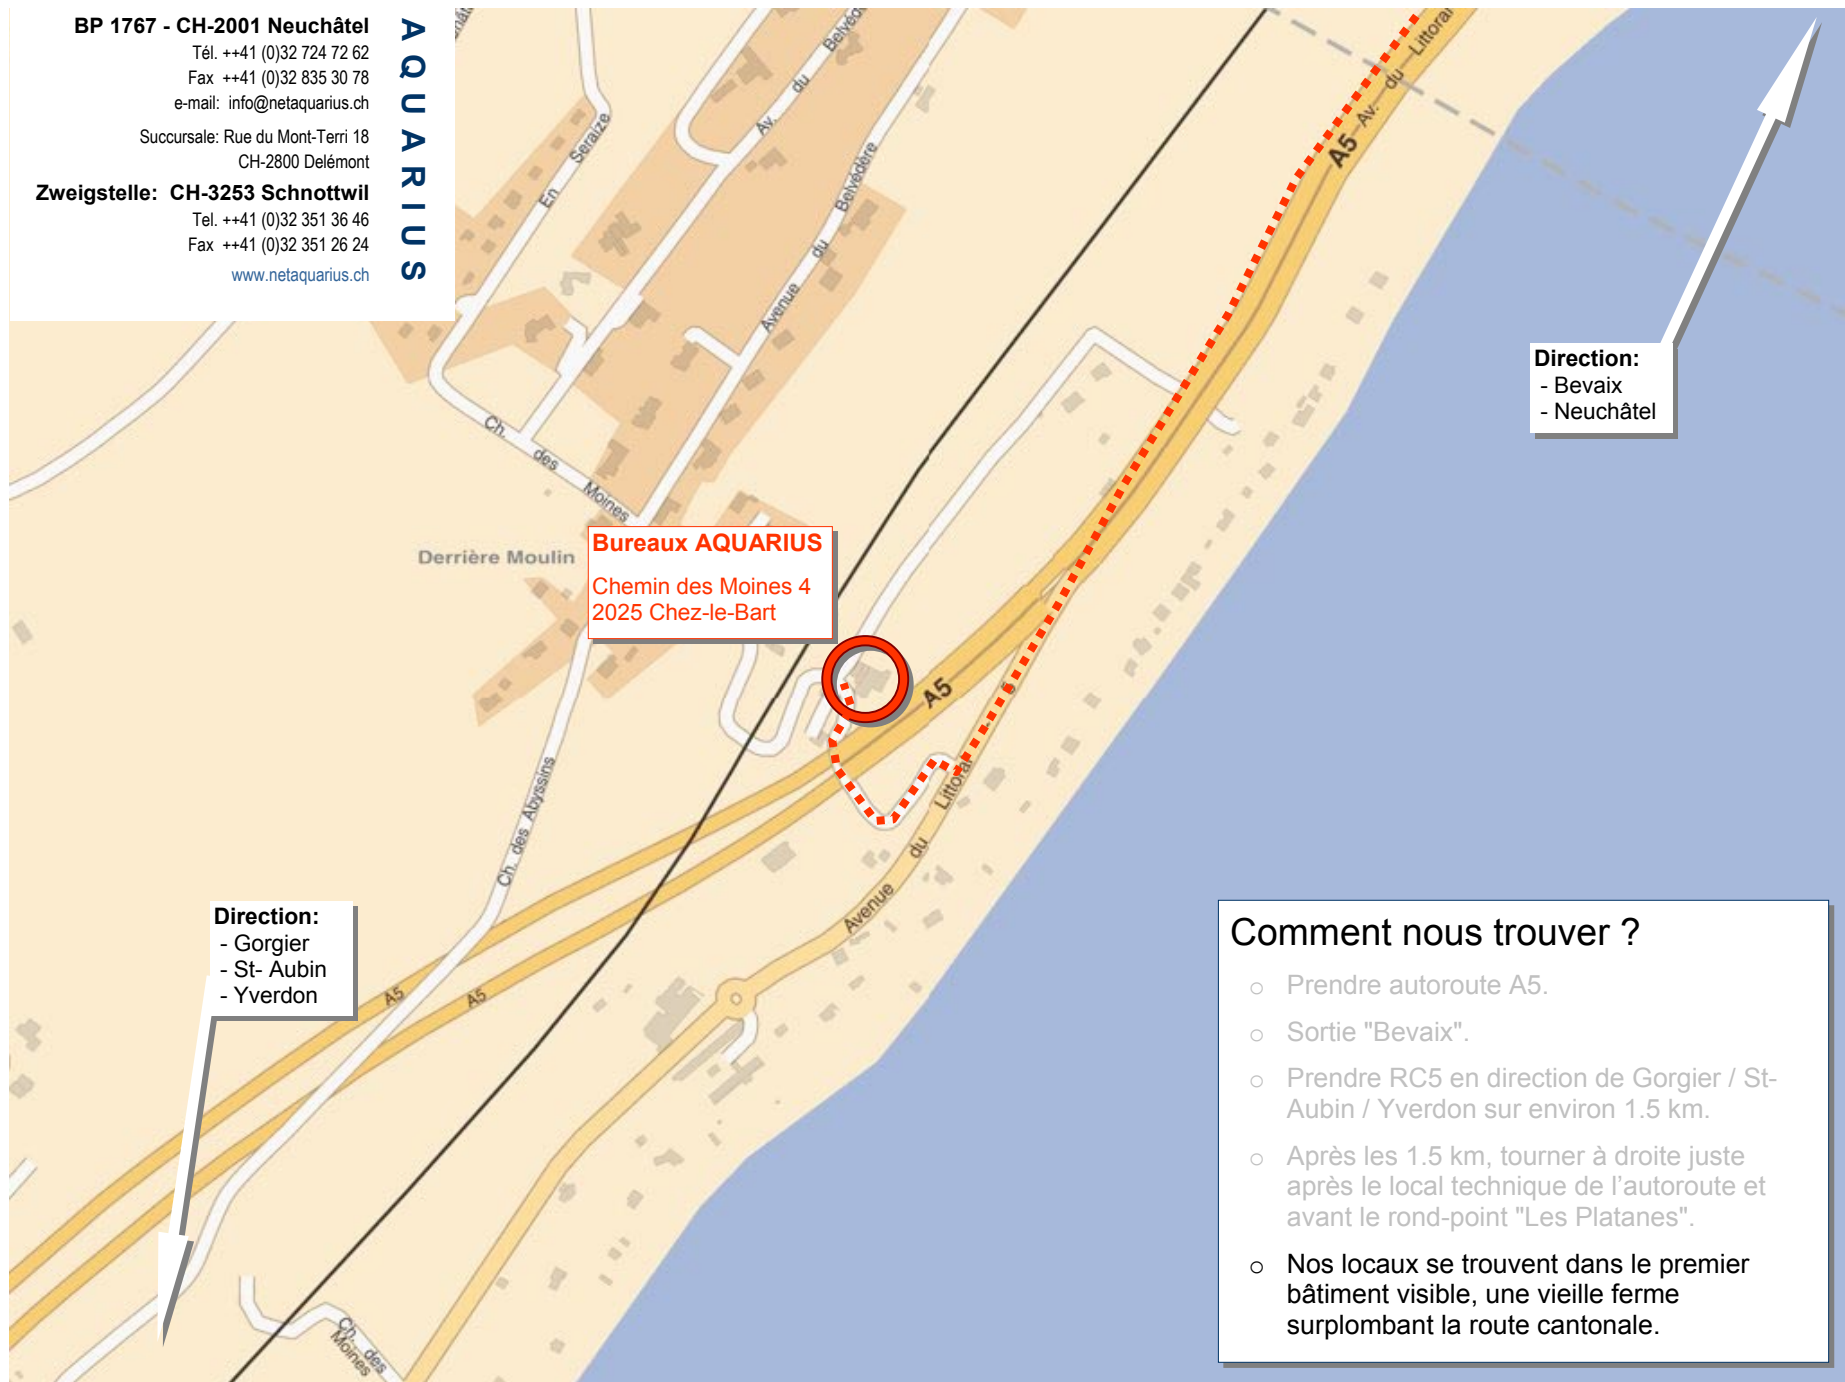 BP 1767 - CH-2001 Neuchâtel
Tél. ++41 (0)32 724 72 62
Fax ++41 (0)32 835 30 78
e-mail: info@netaquarius.ch
Succursale: Rue du Mont-Terri 18
CH-2800 Delémont
Zweigstelle: CH-3253 Schnottwil
Tel. ++41 (0)32 351 36 46
Fax ++41 (0)32 351 26 24
www.netaquarius.ch
AQUARIUS
En Seraize
Av. du Belvédère
Avenue du Belvédère
A5
Av. du Littoral
Direction:
- Bevaix
- Neuchâtel
Ch. des Moines
Derrière Moulin
Bureaux AQUARIUS
Chemin des Moines 4
2025 Chez-le-Bart
A5
5
Ch. des Abyssins
Avenue du Littoral
Direction:
- Gorgier
- St- Aubin
- Yverdon
A5
A5
Ch. des
Moines
Comment nous trouver ?
o Prendre autoroute A5.
o Sortie "Bevaix".
o Prendre RC5 en direction de Gorgier / St-
Aubin / Yverdon sur environ 1.5 km.
o Après les 1.5 km, tourner à droite juste
après le local technique de l’autoroute et
avant le rond-point "Les Platanes".
o Nos locaux se trouvent dans le premier
bâtiment visible, une vieille ferme
surplombant la route cantonale.